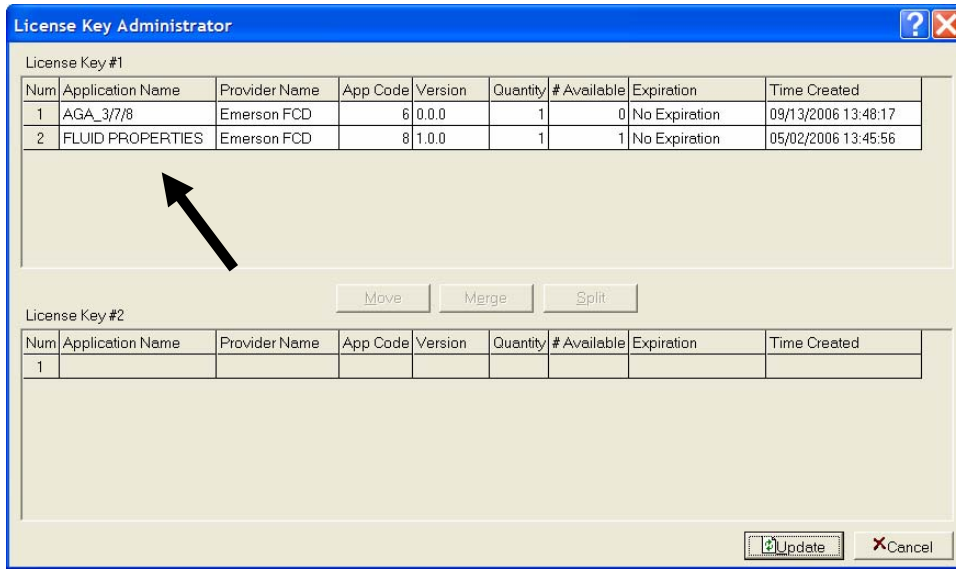 License Key Administrator
License Key #1
Num Application Name Provider Name App Code Version Quantity # Available Expiration Time Created
1 AGA_3/7/8 Emerson FCD 6 0.0.0 1 0 No Expiration 09/13/2006 13:48:17
2 FLUID PROPERTIES Emerson FCD 8 1.0.0 1 1 No Expiration 05/02/2006 13:45:56
Move Merge Split
License Key #2
Num Application Name Provider Name App Code Version Quantity # Available Expiration Time Created
1
Update Cancel